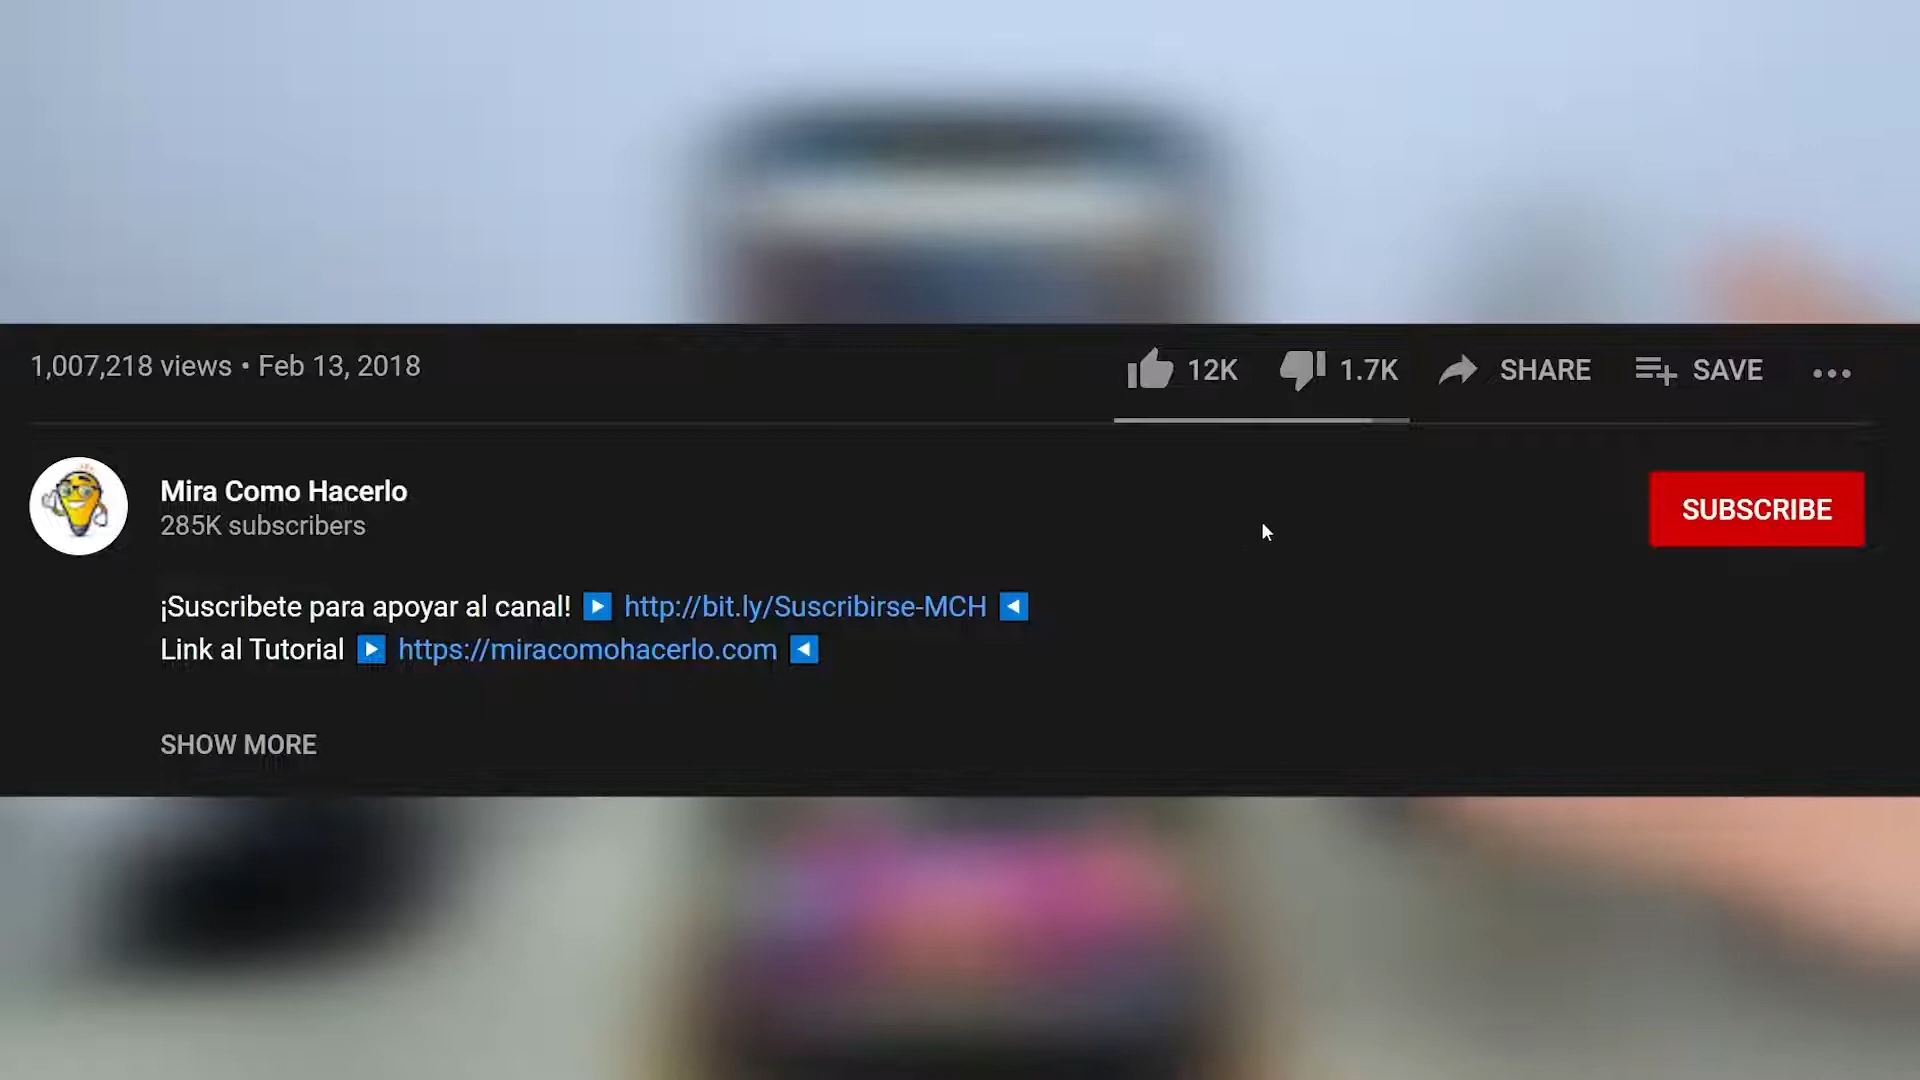 1,007,218 views • Feb 13, 2018
12K 1.7K SHARE SAVE
Mira Como Hacerlo
285K subscribers
SUBSCRIBE
¡Suscribete para apoyar al canal! ▶ http://bit.ly/Suscribirse-MCH ◀
Link al Tutorial ▶ https://miracomohacerlo.com ◀
SHOW MORE